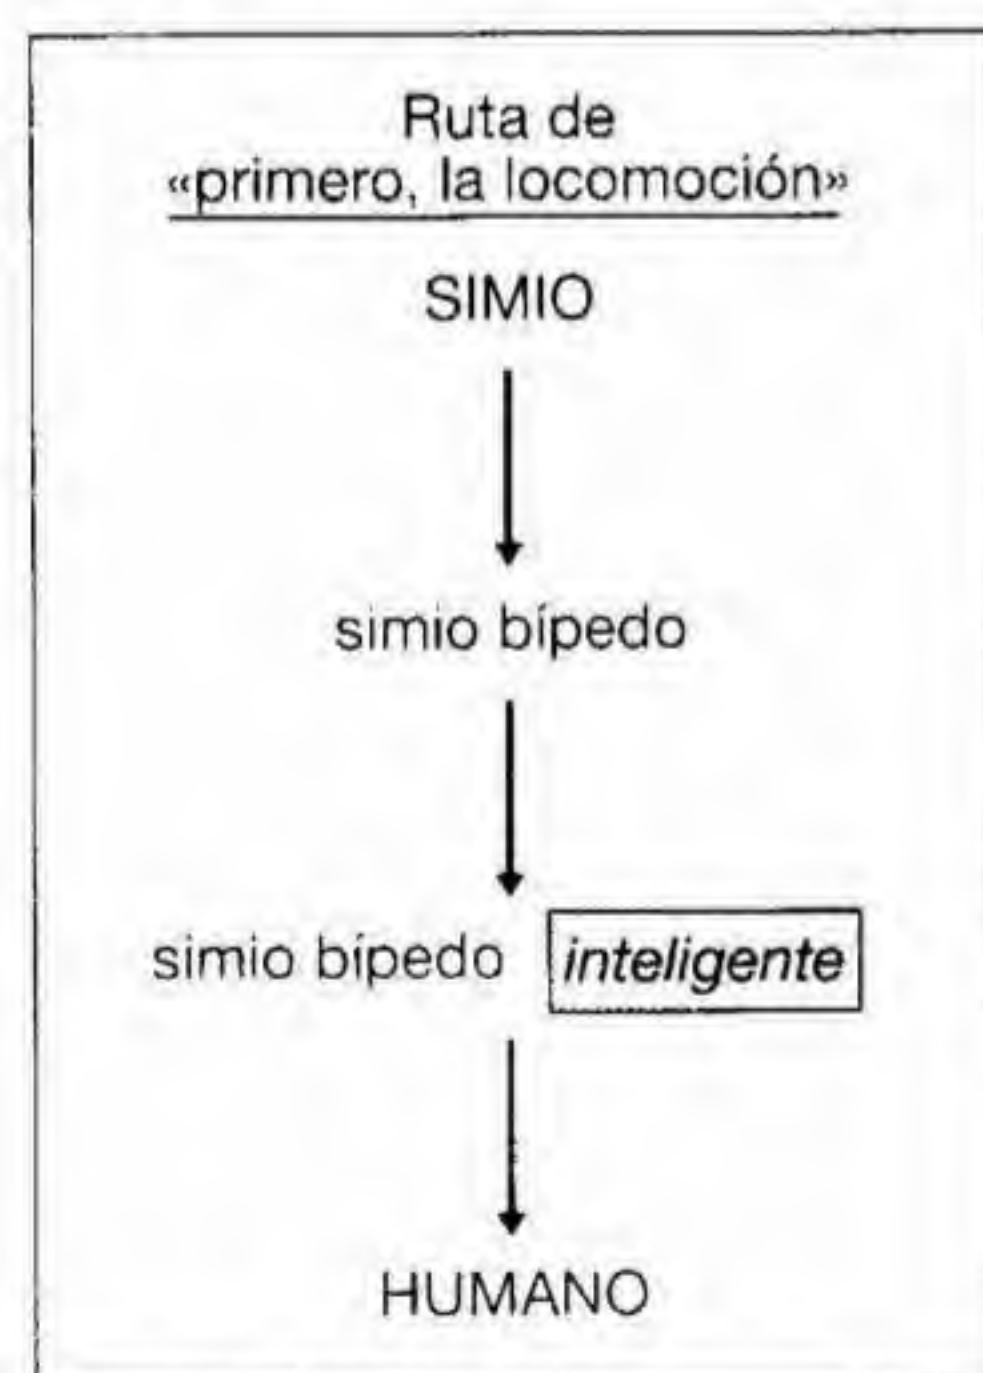 Ruta de
«primero, la locomoción»
SIMIO
simio bípedo
simio bípedo inteligente
HUMANO